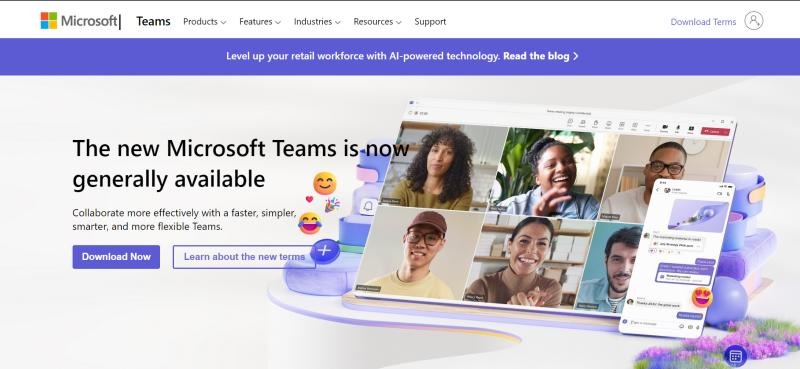 Microsoft
Teams
Products
Features
Industries
Resources
Support
Download Terms
Level up your retail workforce with AI-powered technology. Read the blog
The new Microsoft Teams is now
generally available
Collaborate more effectively with a faster, simpler,
smarter, and more flexible Teams.
Download Now
Learn about the new terms